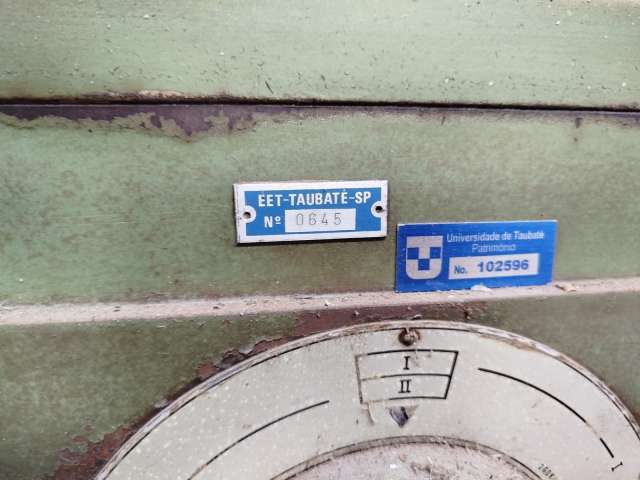 EET-TAUBATÉ-SP
Nº 0645
Universidade de Taubaté
Patrimônio
No. 102596
I
II
I